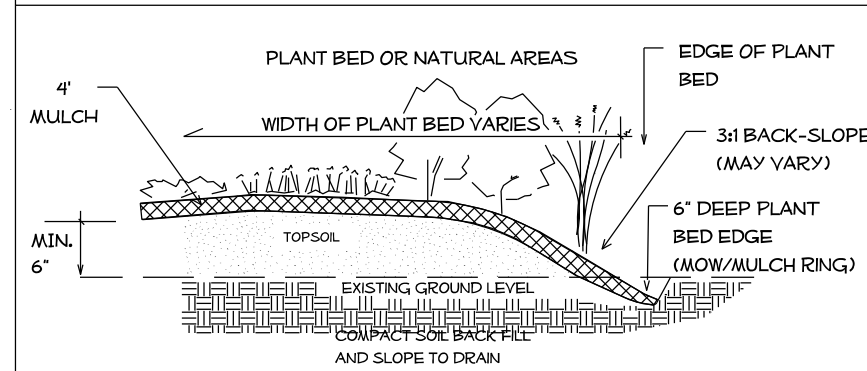 PLANT BED OR NATURAL AREAS
EDGE OF PLANT
BED
4'
MULCH
WIDTH OF PLANT BED VARIES
3:1 BACK-SLOPE
(MAY VARY)
6" DEEP PLANT
BED EDGE
(MOW/MULCH RING)
TOPSOIL
MIN.
6"
EXISTING GROUND LEVEL
COMPACT SOIL BACK FILL
AND SLOPE TO DRAIN